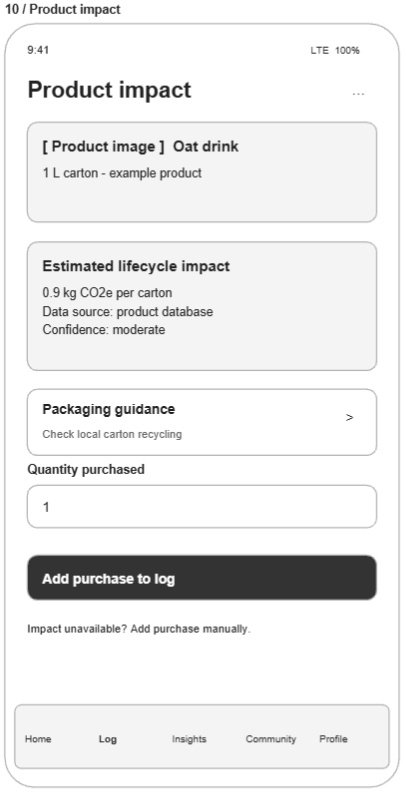 10 / Product impact
9:41 LTE 100%
Product impact ...
[ Product image ] Oat drink
1 L carton - example product
Estimated lifecycle impact
0.9 kg CO2e per carton
Data source: product database
Confidence: moderate
Packaging guidance >
Check local carton recycling
Quantity purchased
1
Add purchase to log
Impact unavailable? Add purchase manually.
Home Log Insights Community Profile